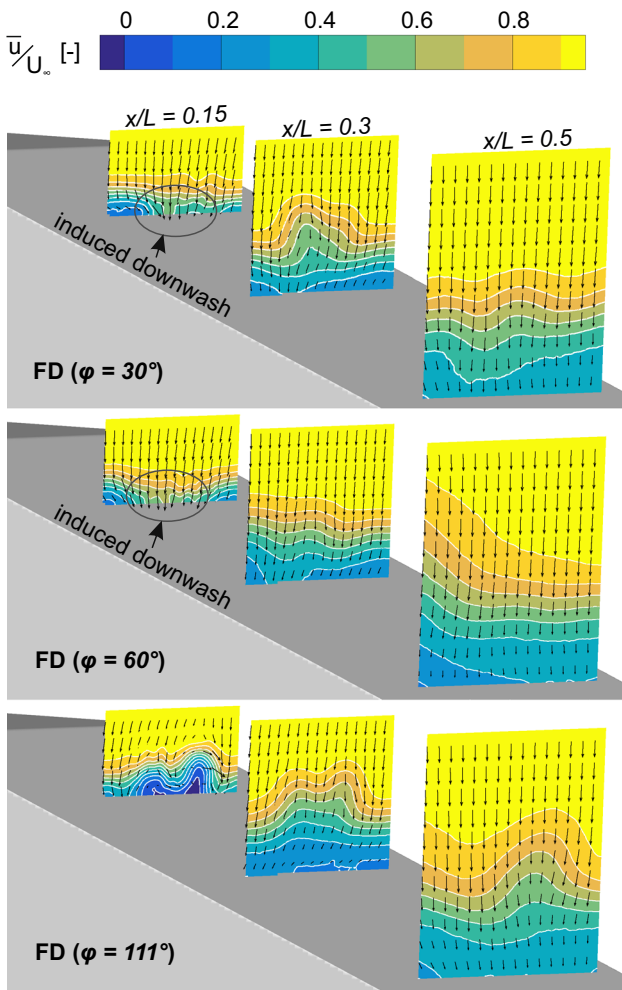 0 0.2 0.4 0.6 0.8
u̅/U∞ [-]
x/L = 0.15 x/L = 0.3 x/L = 0.5
induced downwash
FD (φ = 30°)
induced downwash
FD (φ = 60°)
FD (φ = 111°)